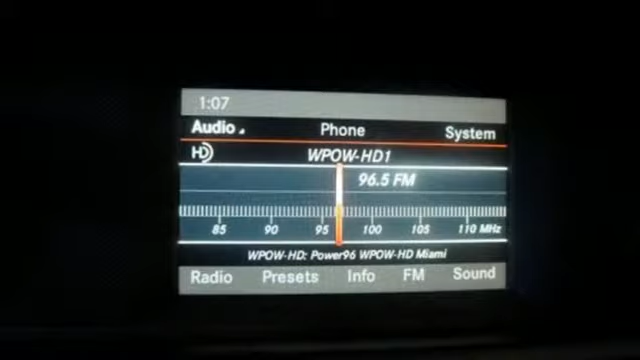 1:07
Audio Phone System
HD WPOW-HD1
96.5 FM
85 90 95 100 105 110 MHz
WPOW-HD: Power96 WPOW-HD Miami
Radio Presets Info FM Sound